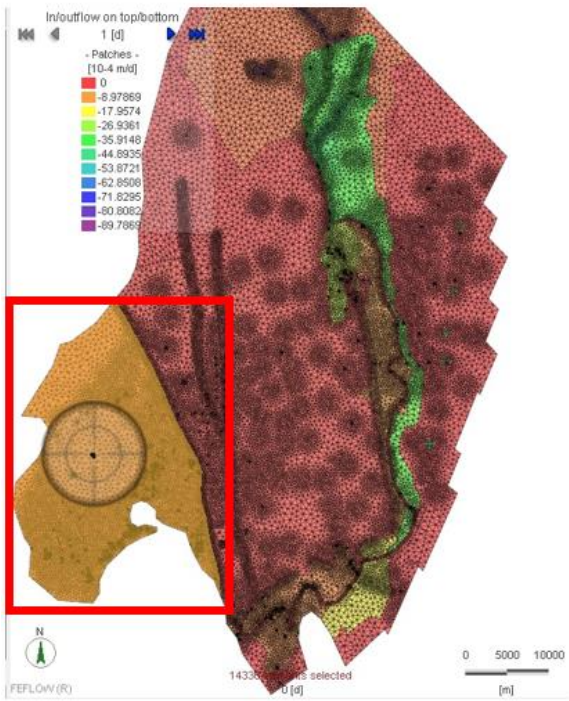 In/outflow on top/bottom
1 [d]
- Patches -
[10-4 m/d]
0
-8.97869
-17.9574
-26.9361
-35.9148
-44.8935
-53.8721
-62.8508
-71.8295
-80.8082
-89.7869
N
0 5000 10000
selected
0 [d]
[m]
FEFLOW (R)